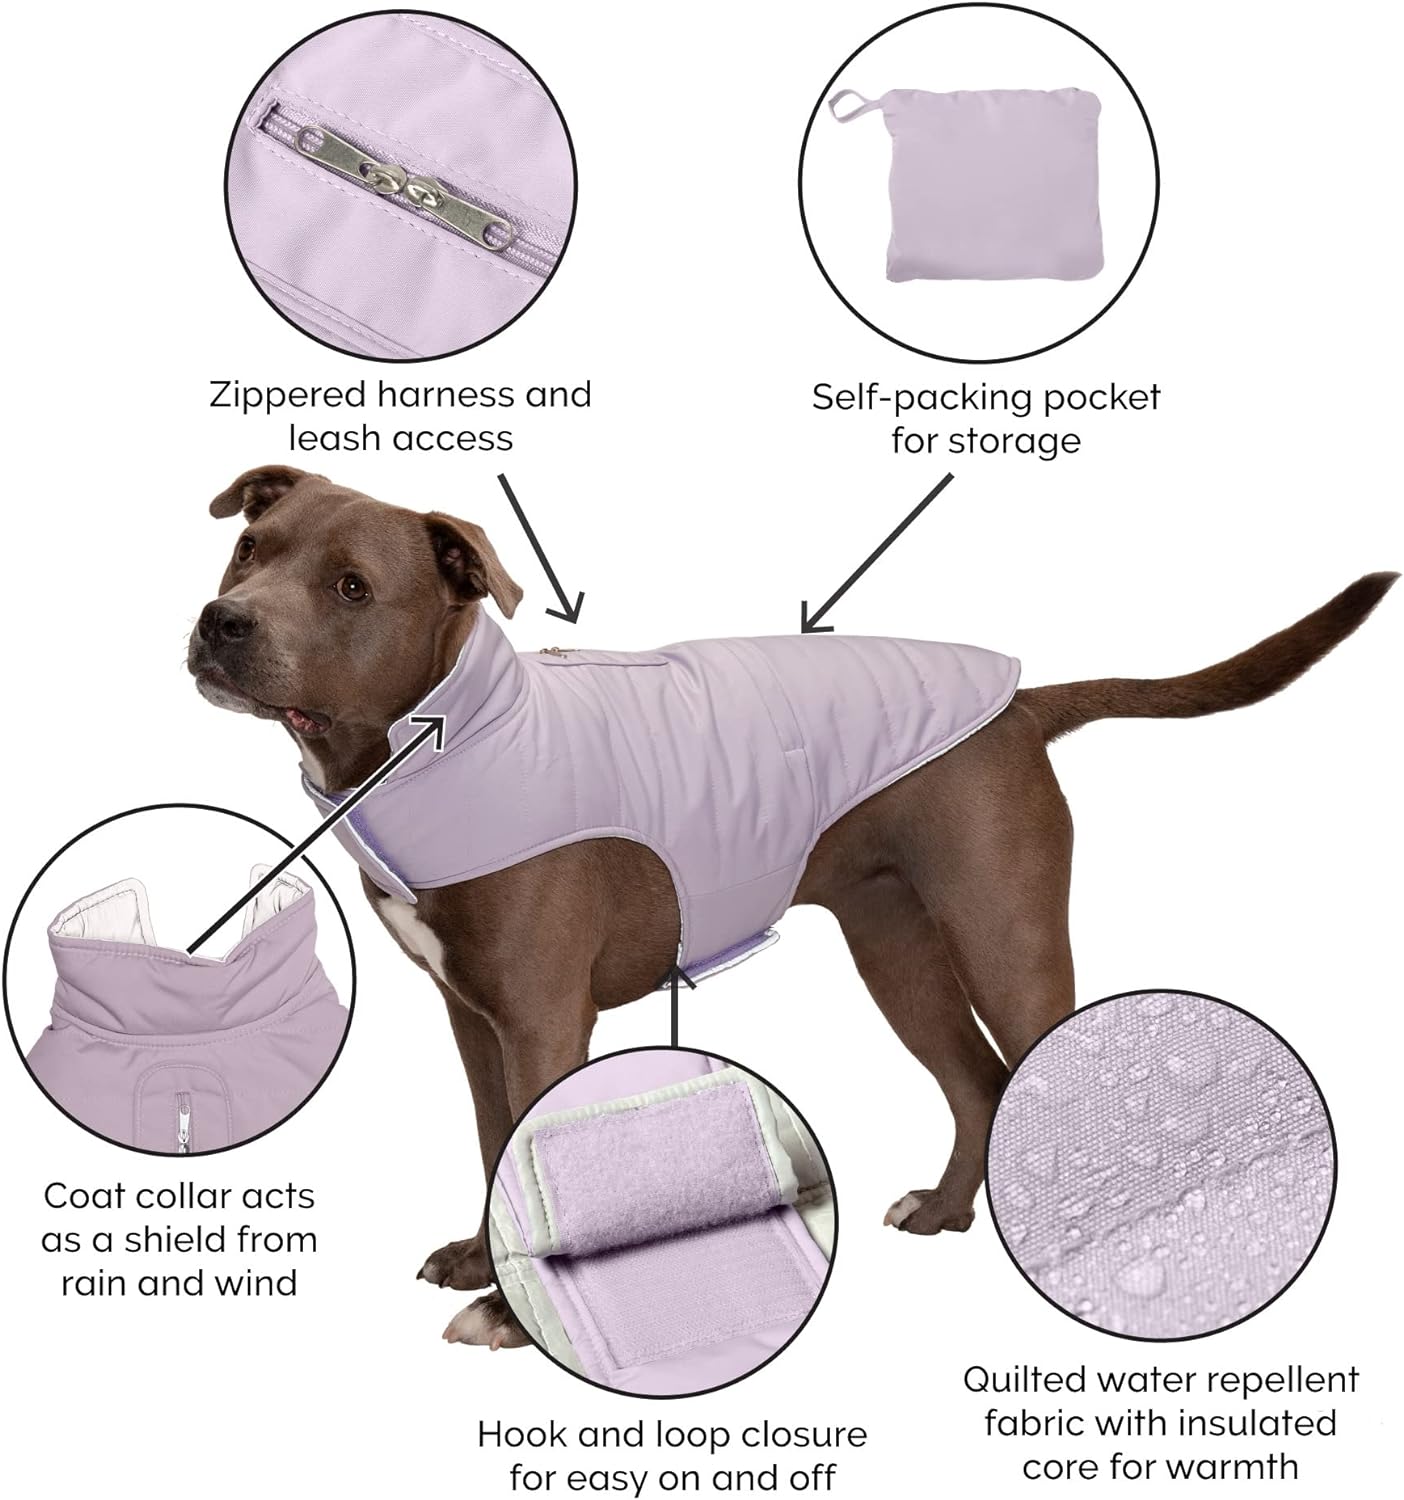 Zippered harness and
leash access
Self-packing pocket
for storage
Coat collar acts
as a shield from
rain and wind
Hook and loop closure
for easy on and off
Quilted water repellent
fabric with insulated
core for warmth